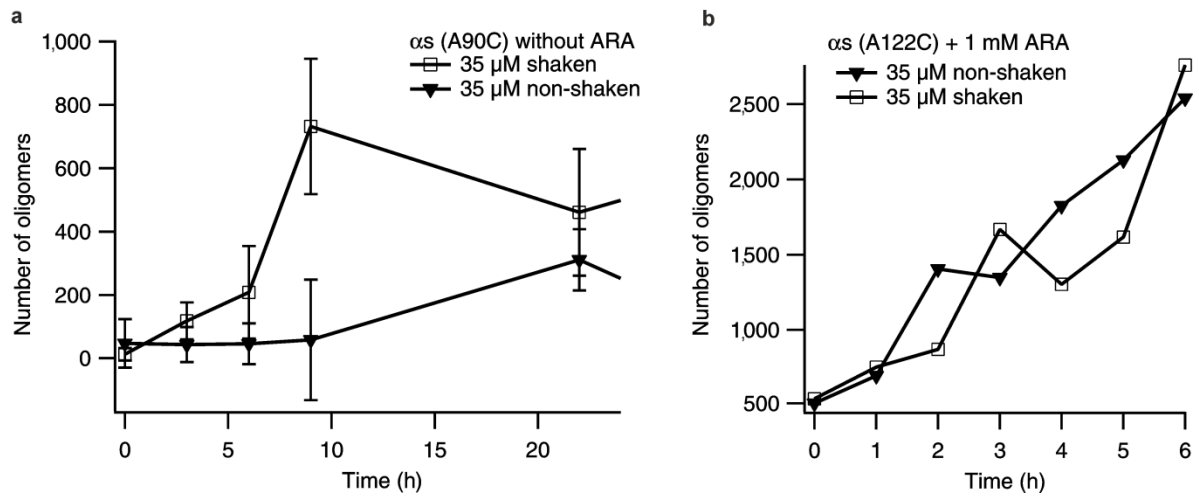 a
αs (A90C) without ARA
35 μM shaken
35 μM non-shaken
Number of oligomers
1,000
800
600
400
200
0
0
5
10
15
20
Time (h)
b
αs (A122C) + 1 mM ARA
35 μM non-shaken
35 μM shaken
Number of oligomers
2,500
2,000
1,500
1,000
500
0
1
2
3
4
5
6
Time (h)